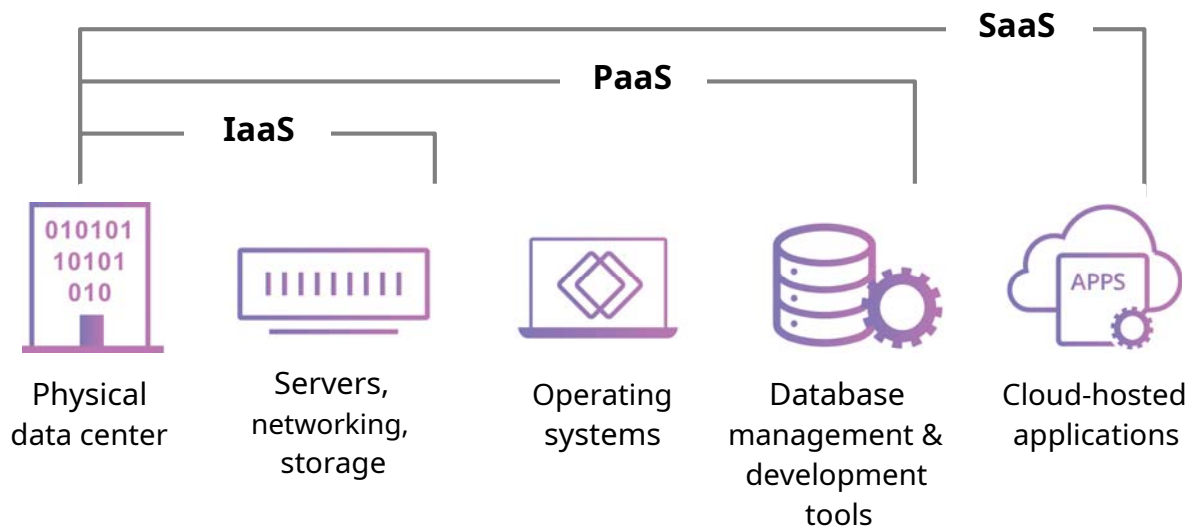 SaaS
PaaS
IaaS
010101
10101
010
APPS
Physical
data center
Servers,
networking,
storage
Operating
systems
Database
management &
development
tools
Cloud-hosted
applications